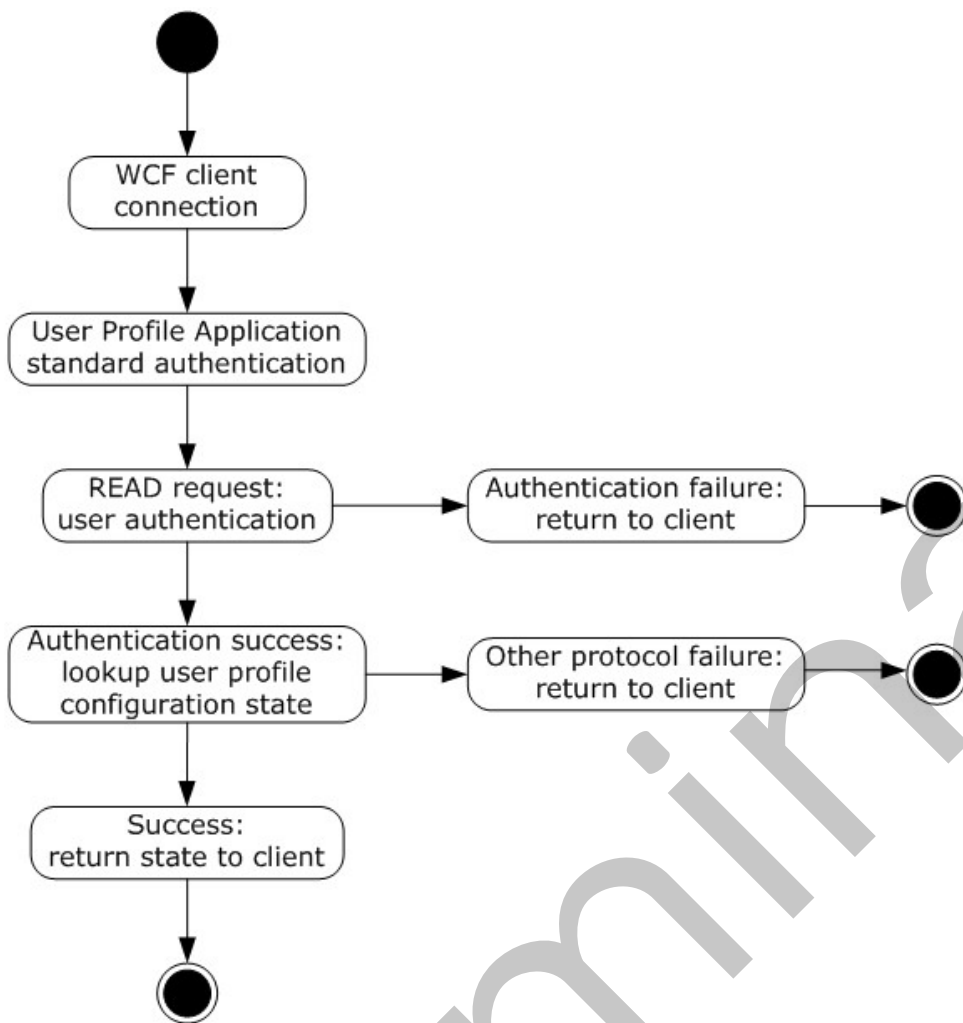 WCF client
connection
User Profile Application
standard authentication
READ request:
user authentication
Authentication failure:
return to client
Authentication success:
lookup user profile
configuration state
Other protocol failure:
return to client
Success:
return state to client